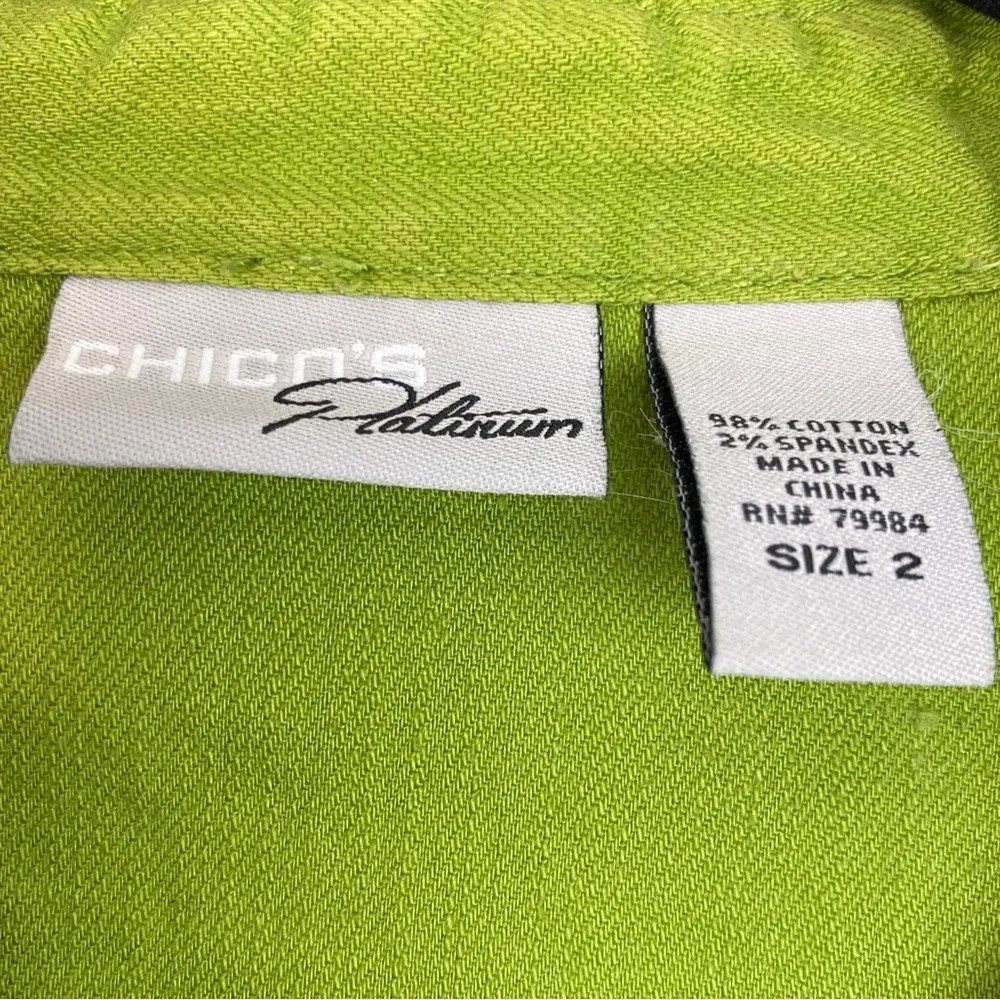 CHICO'S
Platinum
98% COTTON
2% SPANDEX
MADE IN
CHINA
RN# 79984
SIZE 2